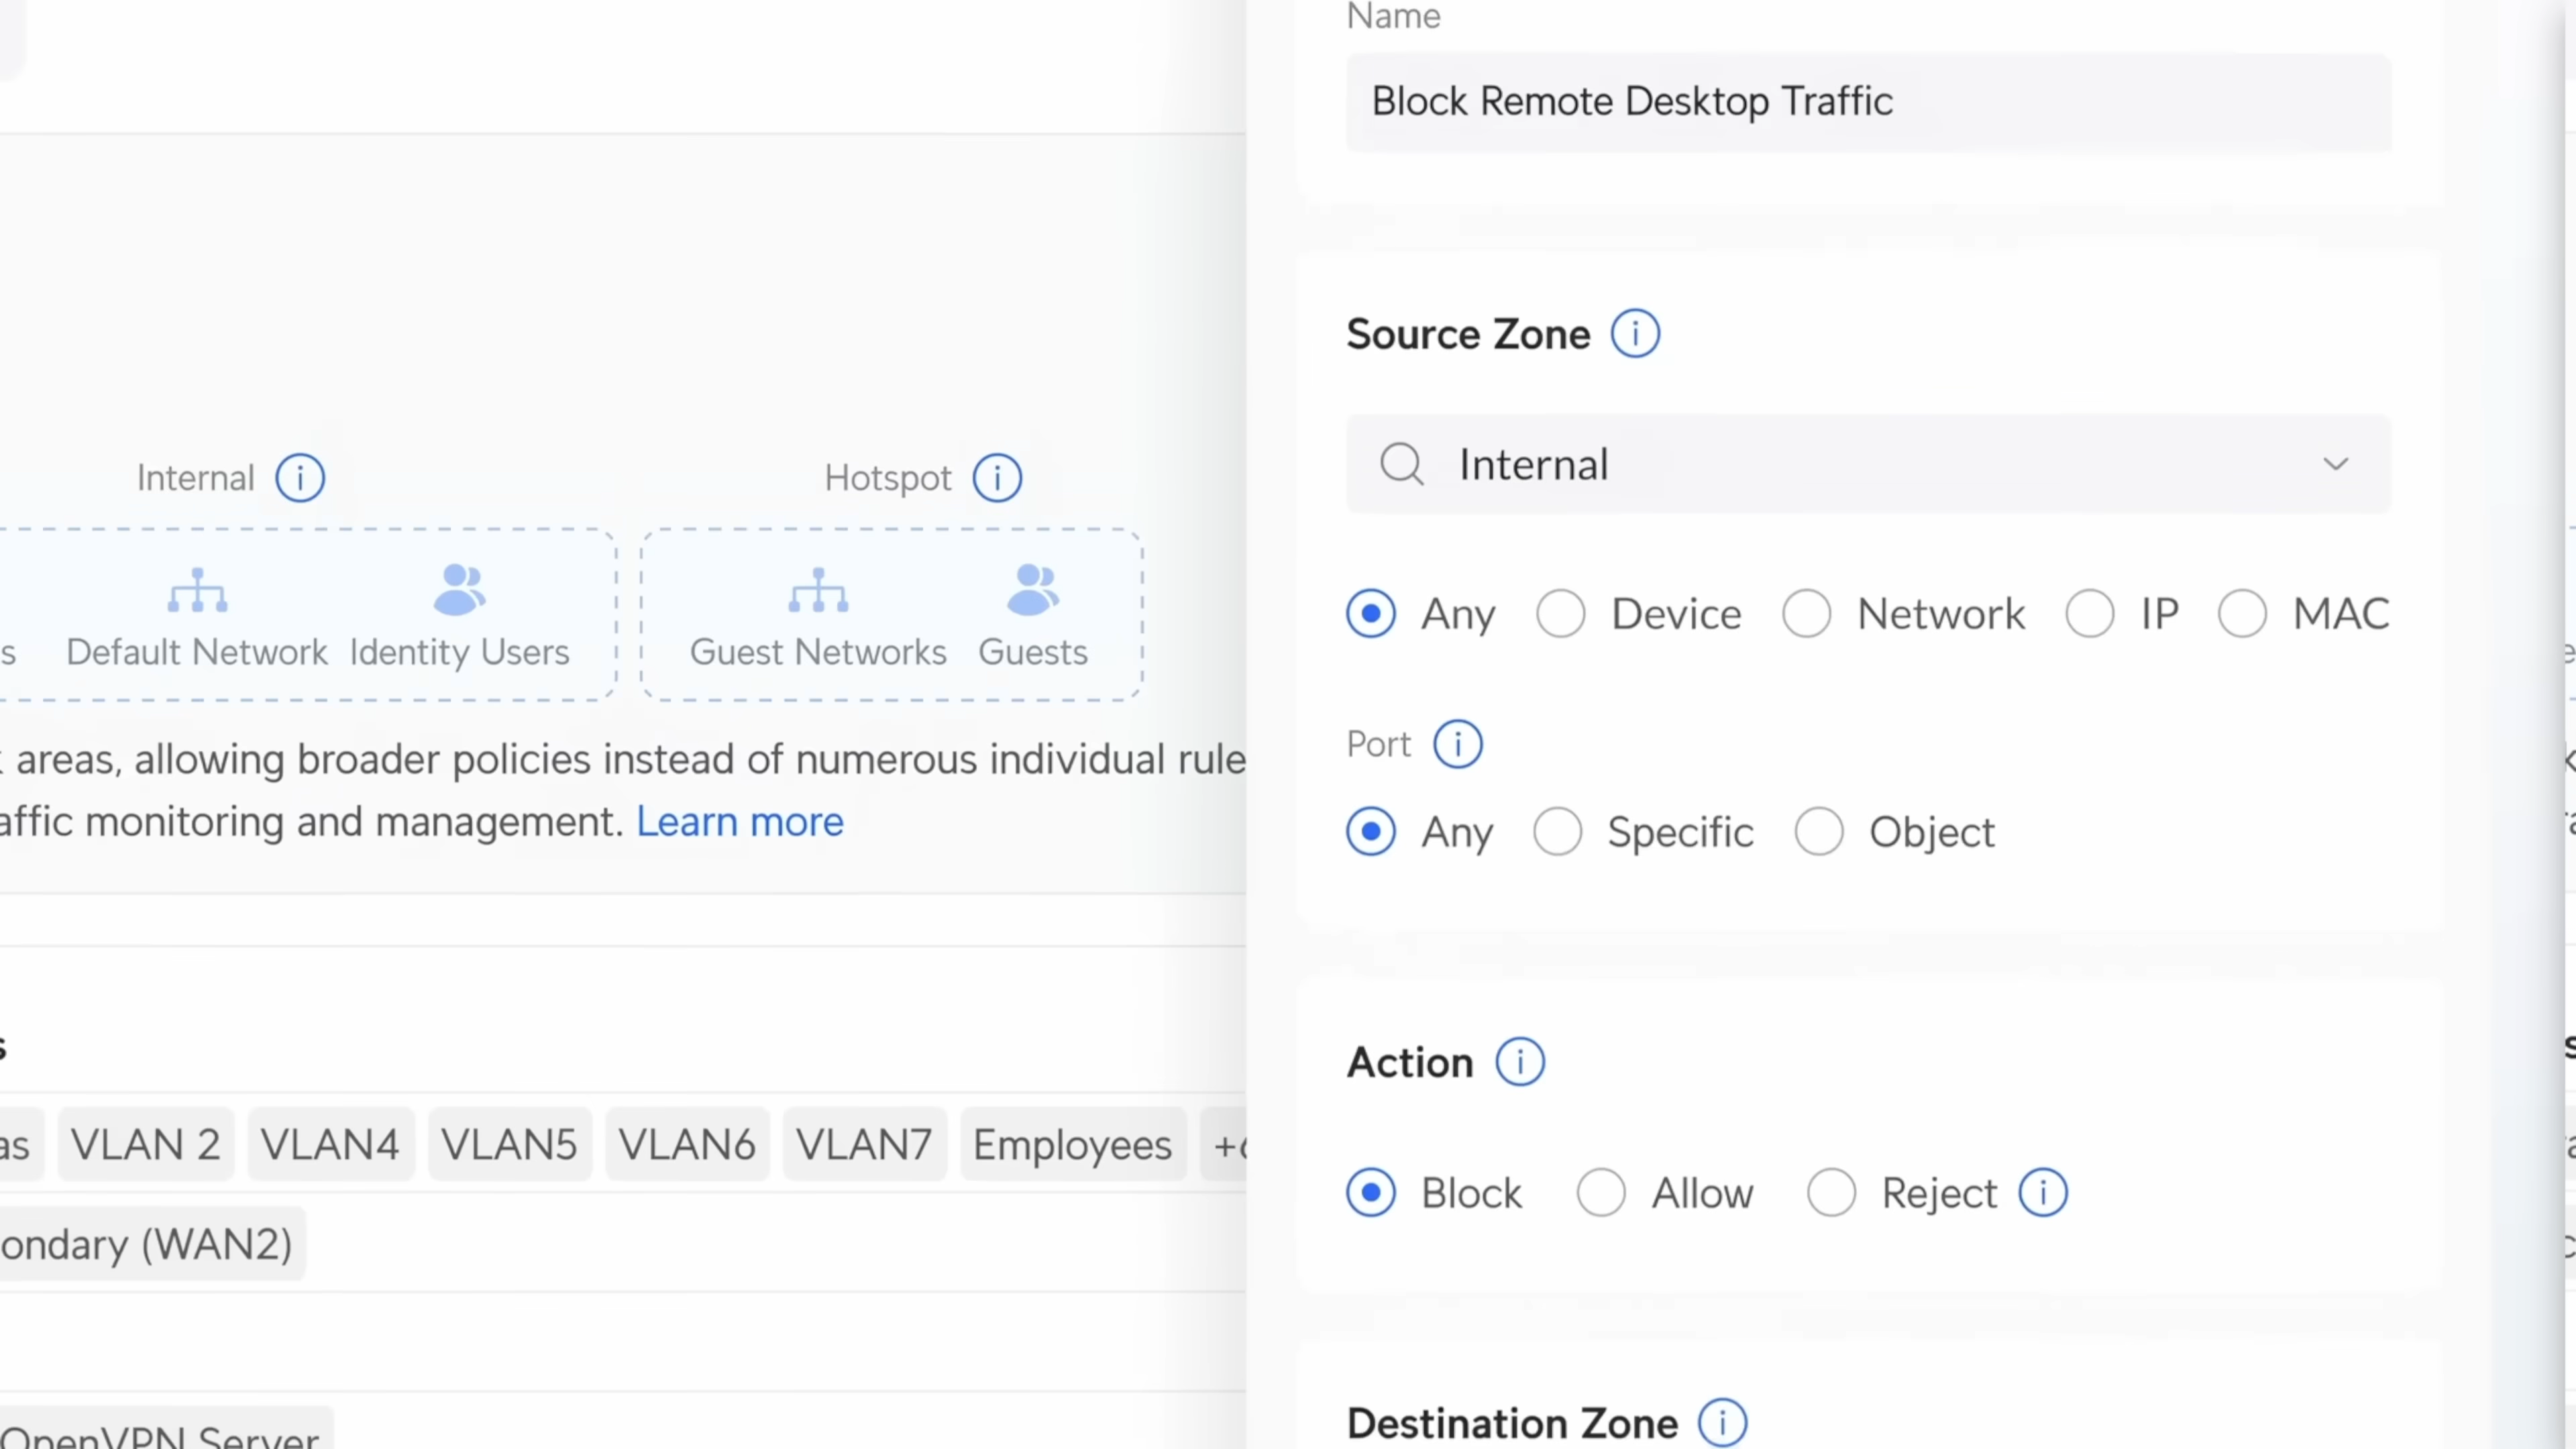 Name
Block Remote Desktop Traffic
Source Zone
Internal
Any Device Network IP MAC
Port
Any Specific Object
Action
Block Allow Reject
Destination Zone
Internal
Hotspot
Default Network Identity Users
Guest Networks Guests
areas, allowing broader policies instead of numerous individual rule
affic monitoring and management. Learn more
s
as VLAN 2 VLAN4 VLAN5 VLAN6 VLAN7 Employees
ondary (WAN2)
OpenVPN Server